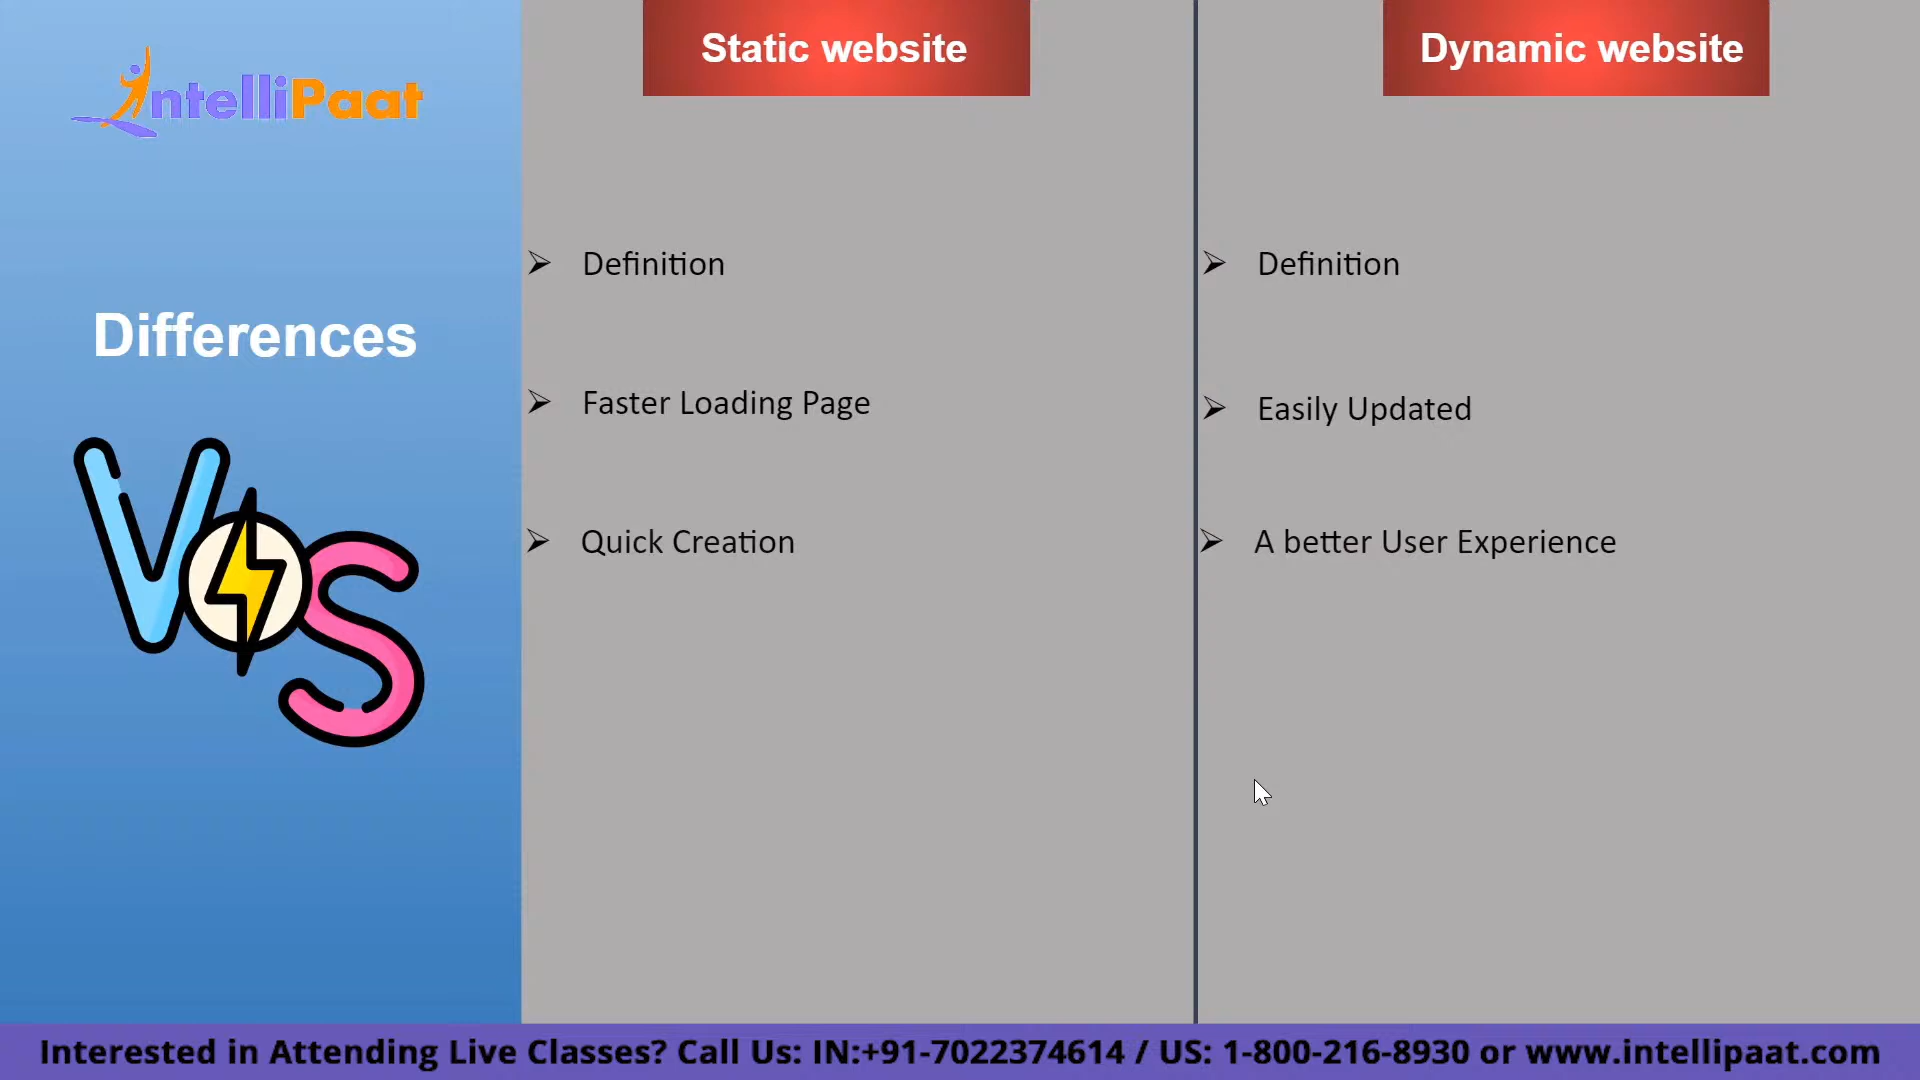 IntelliPaat
Differences
VS
Static website
Definition
Faster Loading Page
Quick Creation
Dynamic website
Definition
Easily Updated
A better User Experience
Interested in Attending Live Classes? Call Us: IN:+91-7022374614 / US: 1-800-216-8930 or www.intellipaat.com